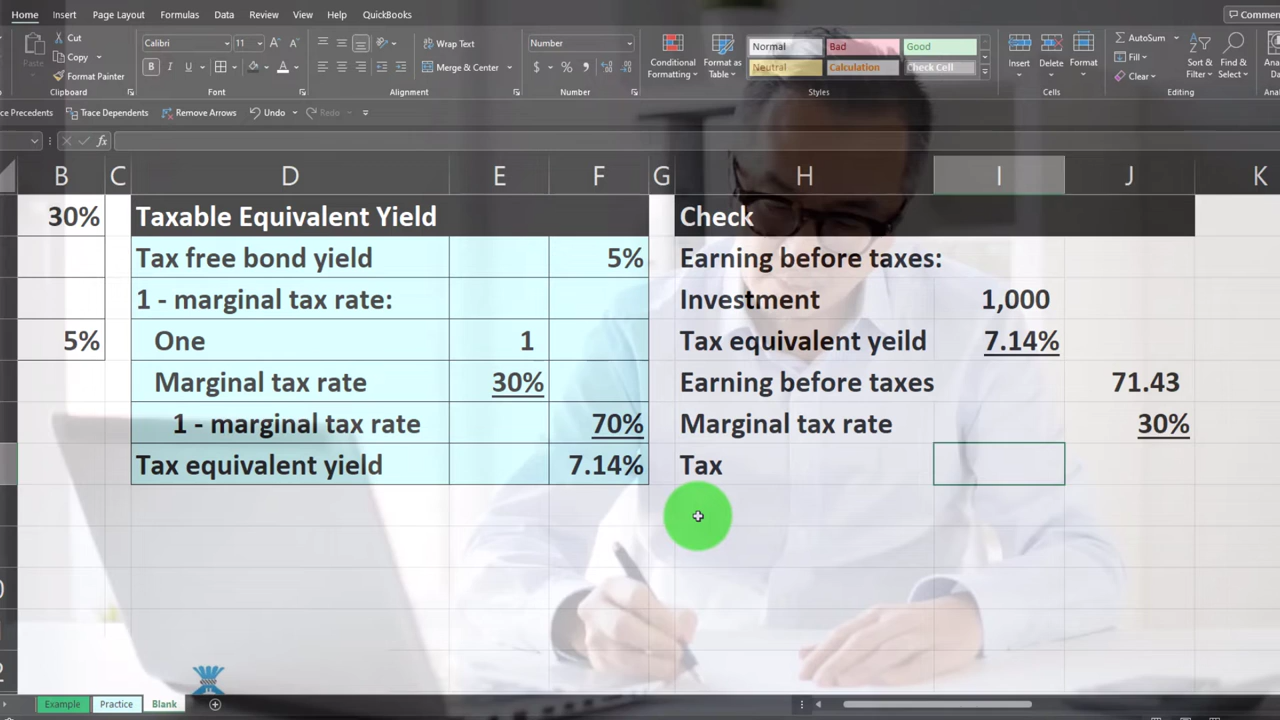 Home Insert Page Layout Formulas Data Review View Help QuickBooks Commen
Cut
Copy
Format Painter
Paste
Clipboard
Calibri 11
Font
Wrap Text
Merge & Center
Alignment
Number
$ %
Number
Conditional Formatting
Format as Table
Normal Bad Good
Neutral Calculation Check Cell
Styles
Insert Delete Format
Cells
AutoSum
Fill
Clear
Sort & Filter
Find & Select
Editing
ce Precedents Trace Dependents Remove Arrows Undo Redo
fx
B C D E F G H I J K
30% Taxable Equivalent Yield Check
Tax free bond yield 5% Earning before taxes:
1 - marginal tax rate: Investment 1,000
5% One 1 Tax equivalent yeild 7.14%
Marginal tax rate 30% Earning before taxes 71.43
1 - marginal tax rate 70% Marginal tax rate 30%
Tax equivalent yield 7.14% Tax
Example Practice Blank